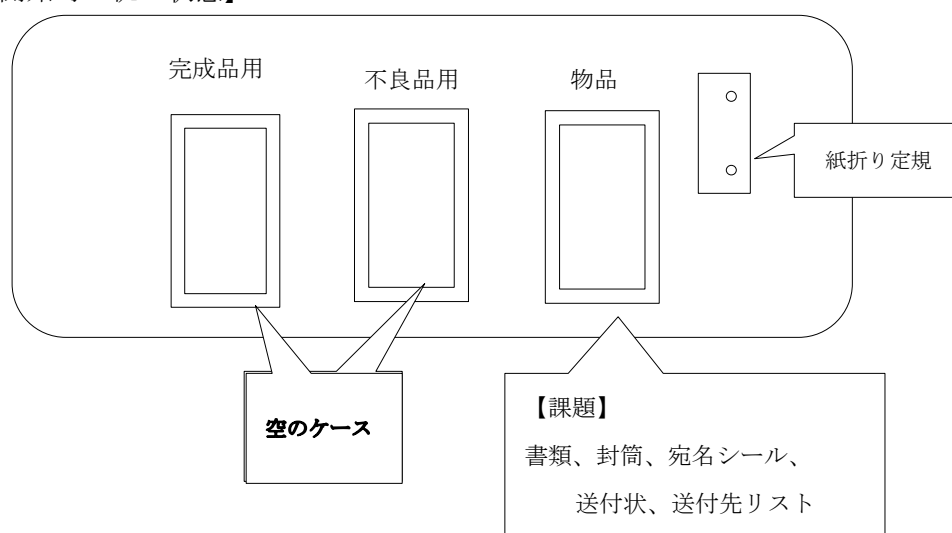 完成品用
不良品用
物品
紙折り定規
空のケース
【課題】
書類、封筒、宛名シール、
送付状、送付先リスト